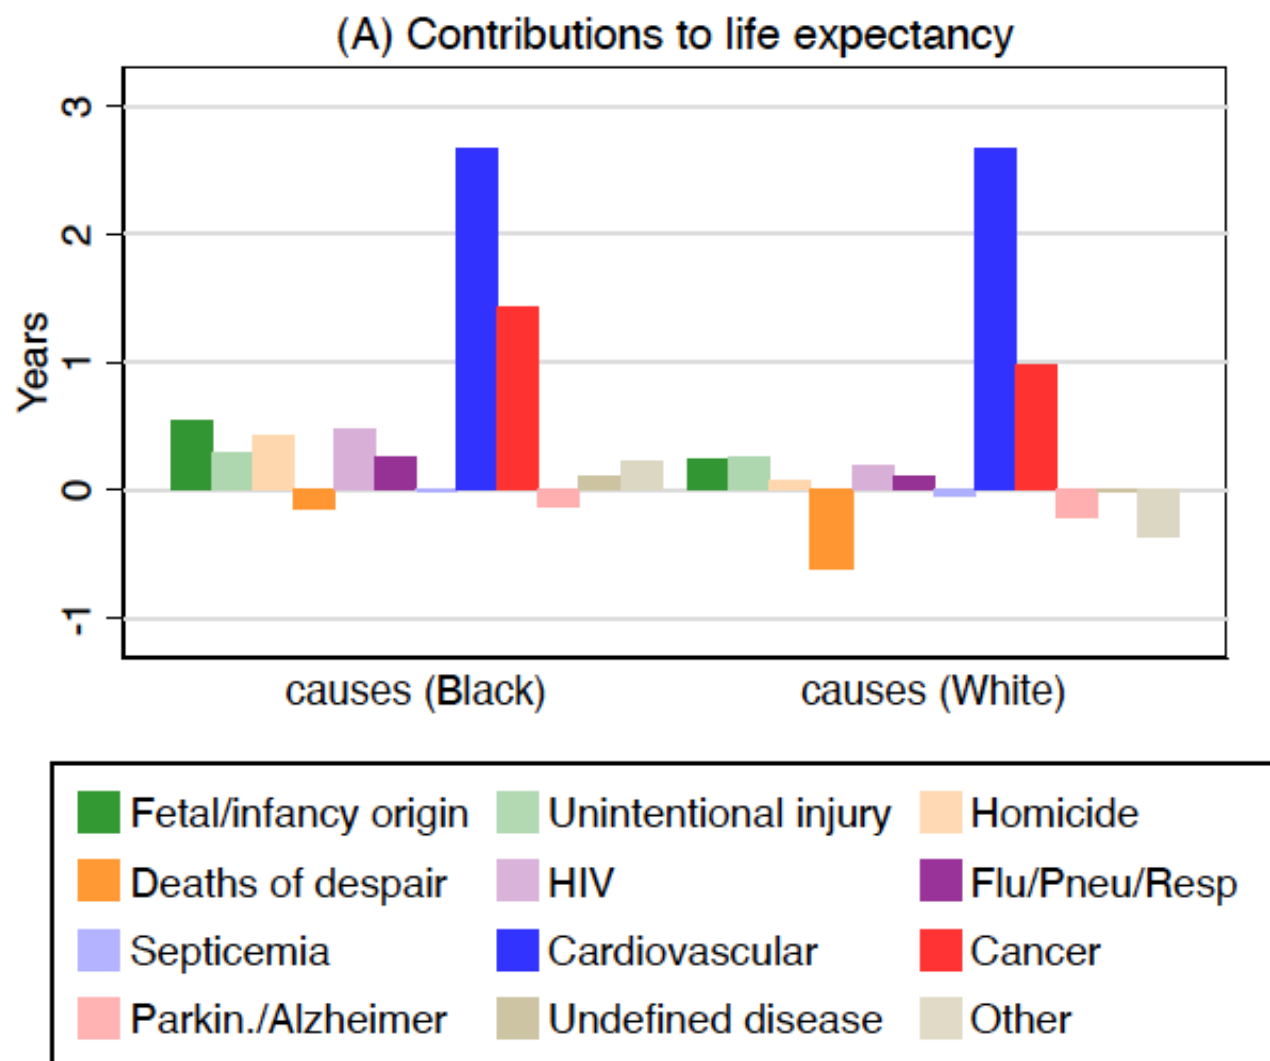 (A) Contributions to life expectancy
3
2
1
0
-1
Years
causes (Black) causes (White)
Fetal/infancy origin Unintentional injury Homicide
Deaths of despair HIV Flu/Pneu/Resp
Septicemia Cardiovascular Cancer
Parkin./Alzheimer Undefined disease Other